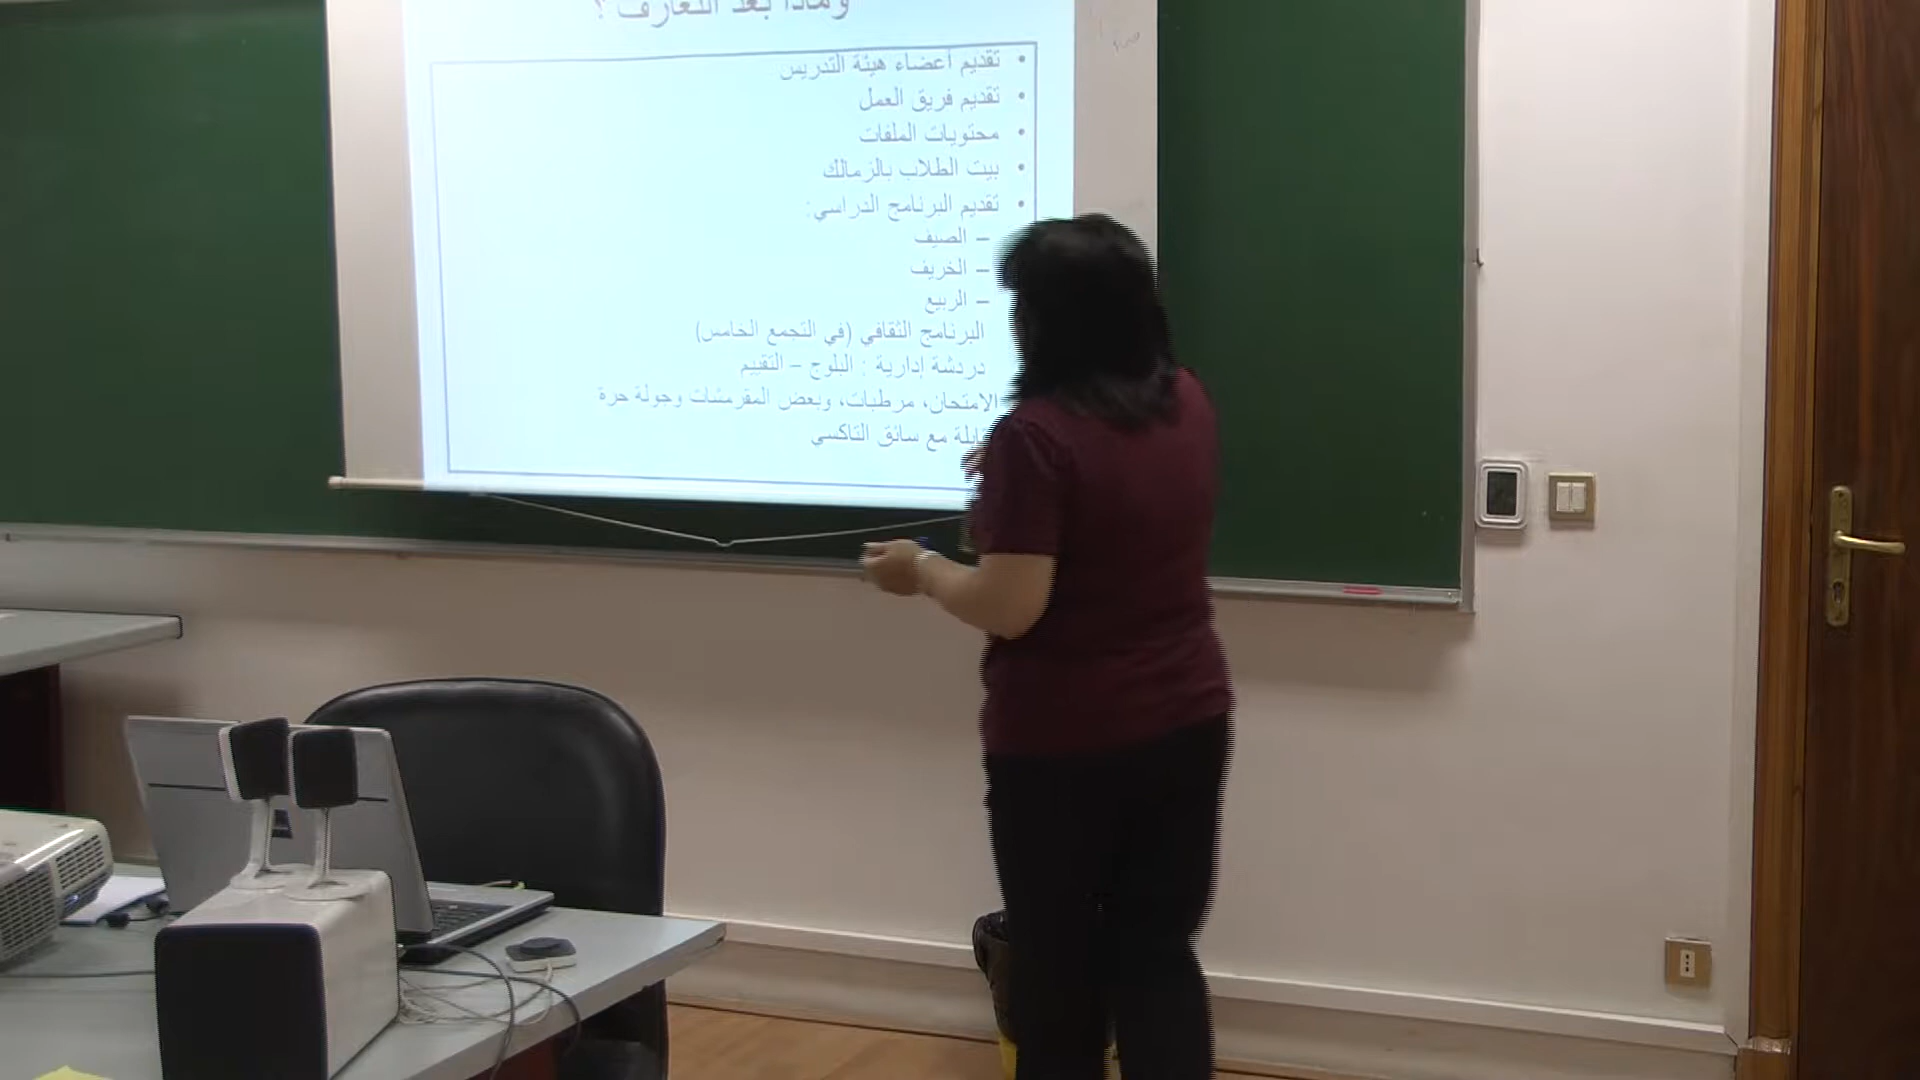 وماذا بعد التعارف ؟
• تقديم أعضاء هيئة التدريس
• تقديم فريق العمل
• محتويات الملفات
• بيت الطلاب بالزمالك
• تقديم البرنامج الدراسي:
– الصيف
– الخريف
– الربيع
البرنامج الثقافي (في التجمع الخامس)
دردشة إدارية : البلوج – التقييم
الامتحان، مرطبات، وبعض المقرمشات وجولة حرة
مع سائق التاكسي